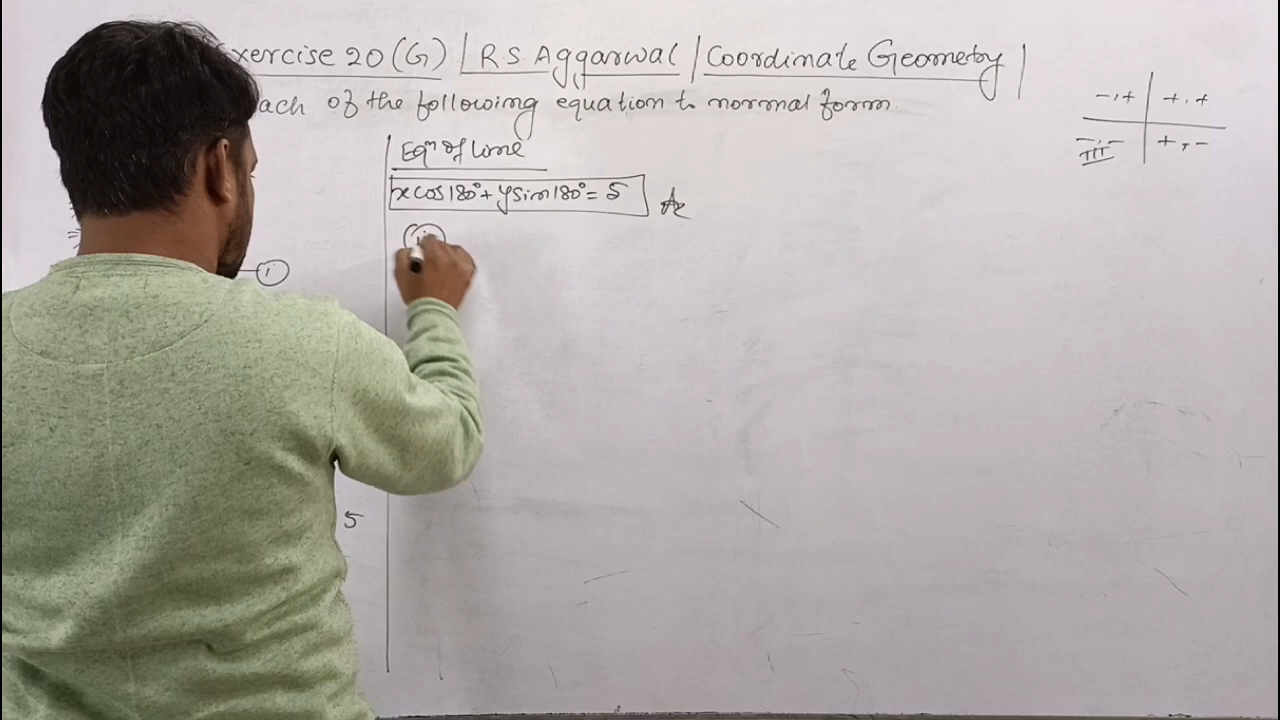 xercise 20 (G) | R S Aggarwal | Coordinate Geometry |
ach of the following equation to normal form.
-,+ +,+
-,- +,-
III
Eqⁿ of line
x cos 180° + y sin 180° = 5
i
5